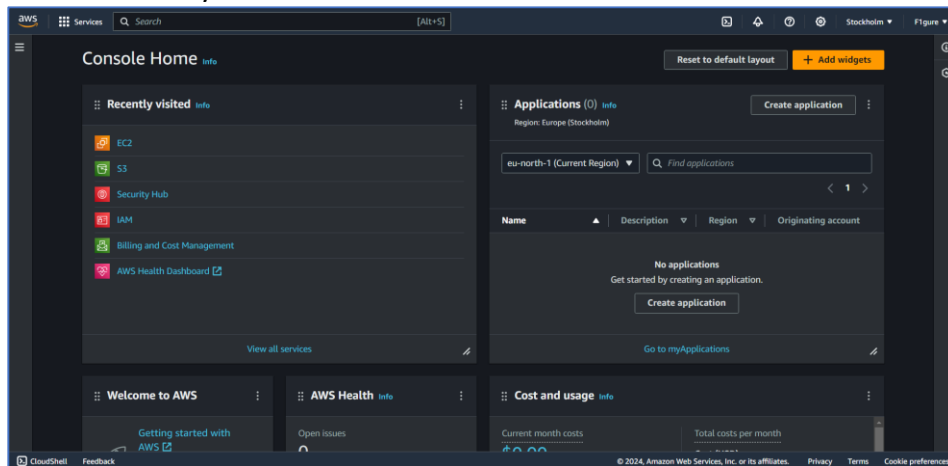 aws
Services
Search
[Alt+S]
Stockholm
F1gure
Console Home Info
Reset to default layout
+ Add widgets
Recently visited Info
EC2
S3
Security Hub
IAM
Billing and Cost Management
AWS Health Dashboard
View all services
Applications (0) Info
Region: Europe (Stockholm)
Create application
eu-north-1 (Current Region)
Find applications
1
Name
Description
Region
Originating account
No applications
Get started by creating an application.
Create application
Go to myApplications
Welcome to AWS
Getting started with
AWS
AWS Health Info
Open issues
Cost and usage Info
Current month costs
Total costs per month
CloudShell
Feedback
© 2024, Amazon Web Services, Inc. or its affiliates.
Privacy
Terms
Cookie preferences